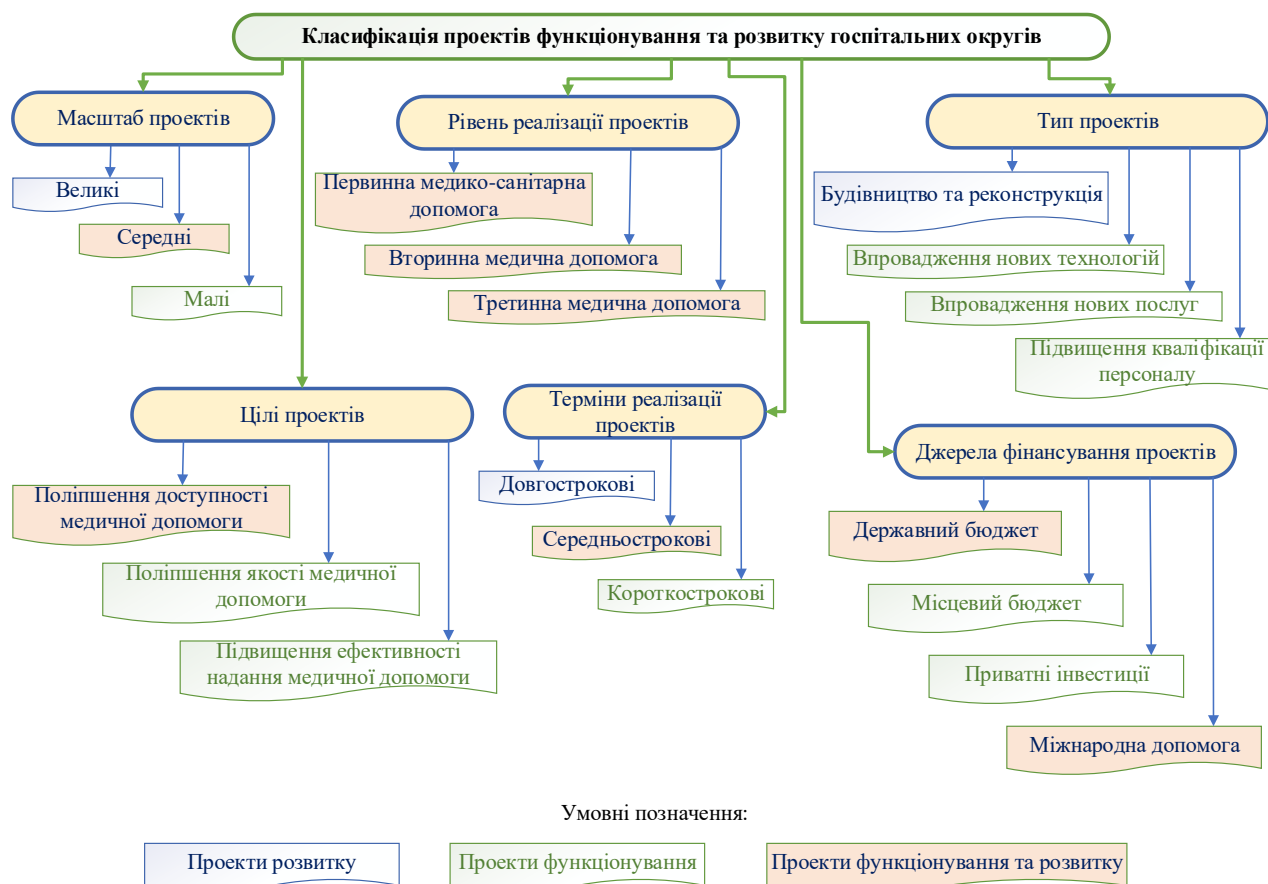 Класифікація проектів функціонування та розвитку госпітальних округів
Масштаб проектів
Великі
Середні
Малі
Рівень реалізації проектів
Первинна медико-санітарна
допомога
Вторинна медична допомога
Третинна медична допомога
Тип проектів
Будівництво та реконструкція
Впровадження нових технологій
Впровадження нових послуг
Підвищення кваліфікації
персоналу
Цілі проектів
Поліпшення доступності
медичної допомоги
Поліпшення якості медичної
допомоги
Підвищення ефективності
надання медичної допомоги
Терміни реалізації
проектів
Довгострокові
Середньострокові
Короткострокові
Джерела фінансування проектів
Державний бюджет
Місцевий бюджет
Приватні інвестиції
Міжнародна допомога
Умовні позначення:
Проекти розвитку
Проекти функціонування
Проекти функціонування та розвитку